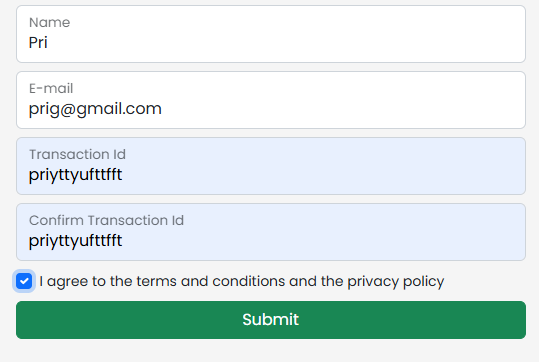 Name
Pri
E-mail
prig@gmail.com
Transaction Id
priyttyufttfft
Confirm Transaction Id
priyttyufttfft
I agree to the terms and conditions and the privacy policy
Submit